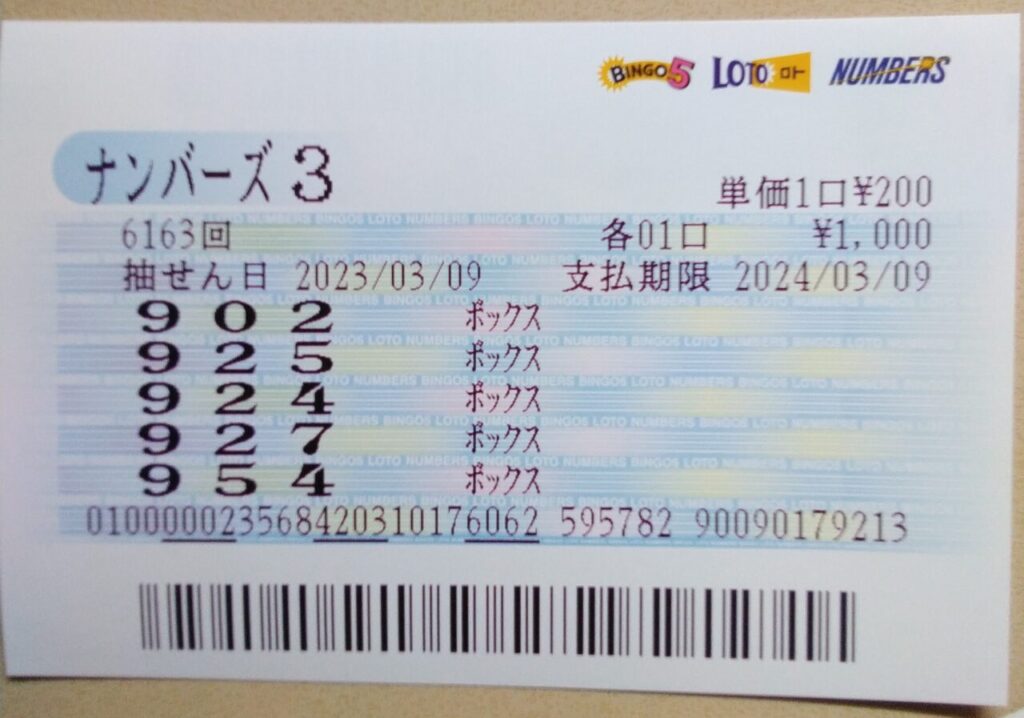 BINGO5 LOTO ロト NUMBERS
ナンバーズ3
単価1口¥200
6163回 各01口 ¥1,000
抽せん日 2023/03/09 支払期限 2024/03/09
902 ボックス
925 ボックス
924 ボックス
927 ボックス
954 ボックス
010000023568420310176062 595782 90090179213